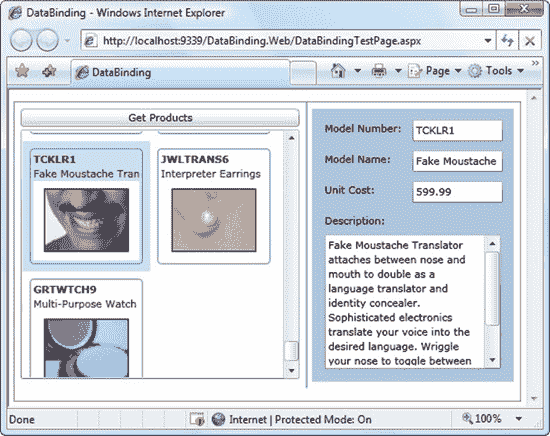 DataBinding - Windows Internet Explorer
http://localhost:9339/DataBinding.Web/DataBindingTestPage.aspx
DataBinding
Page
Tools
Get Products
TCKLR1
Fake Moustache Tran
JWLTRANS6
Interpreter Earrings
GRTWTCH9
Multi-Purpose Watch
Model Number: TCKLR1
Model Name: Fake Moustache
Unit Cost: 599.99
Description:
Fake Moustache Translator
attaches between nose and
mouth to double as a
language translator and
identity concealer.
Sophisticated electronics
translate your voice into the
desired language. Wriggle
your nose to toggle between
Done
Internet | Protected Mode: On
100%